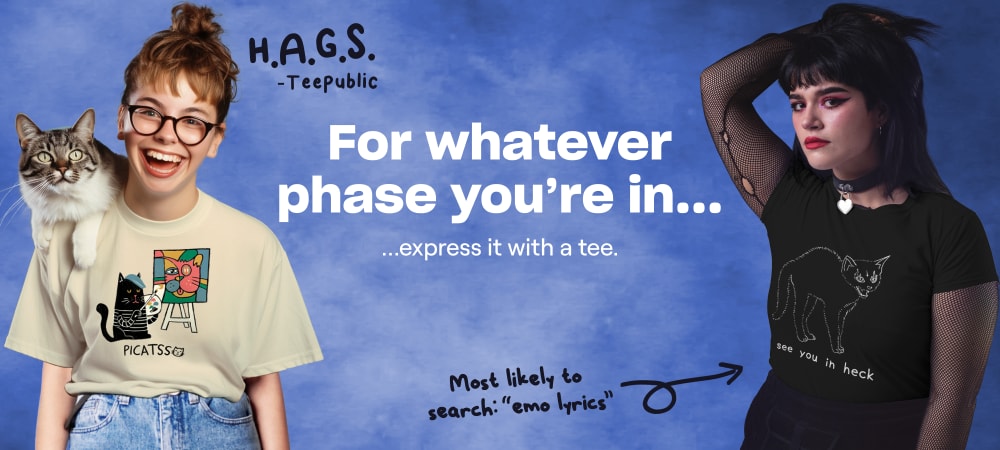 H.A.G.S.
-TeePublic
For whatever
phase you're in...
...express it with a tee.
PICATSSO
see you in heck
Most likely to
search: "emo lyrics"